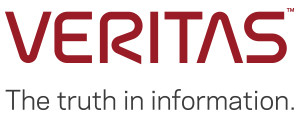 VERITAS™
The truth in information.